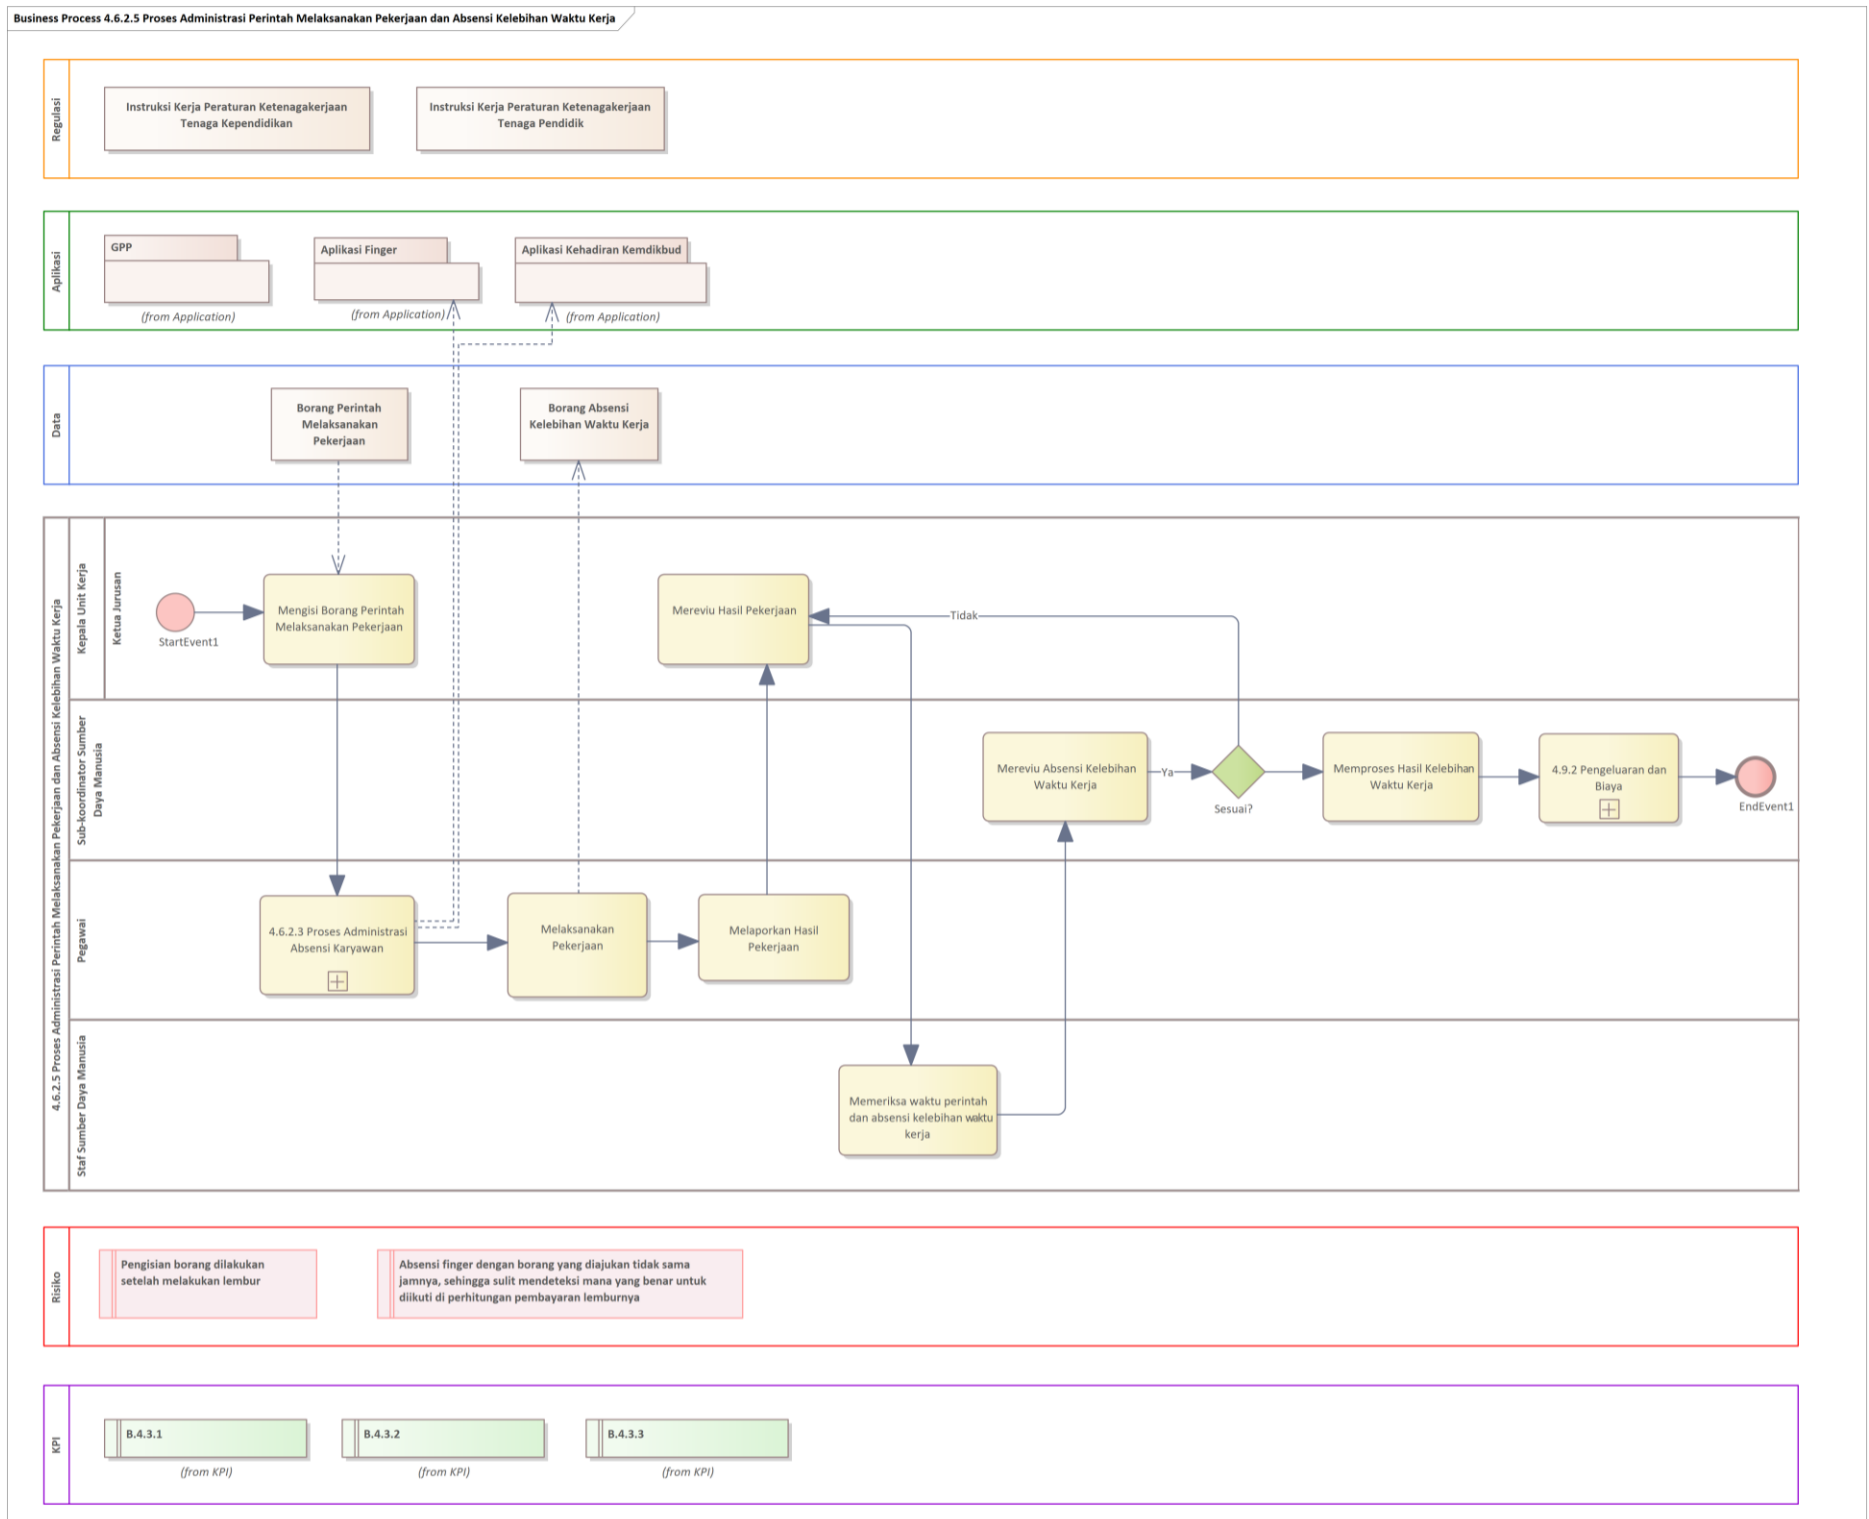 Business Process 4.6.2.5 Proses Administrasi Perintah Melaksanakan Pekerjaan dan Absensi Kelebihan Waktu Kerja
Regulasi
Instruksi Kerja Peraturan Ketenagakerjaan
Tenaga Kependidikan
Instruksi Kerja Peraturan Ketenagakerjaan
Tenaga Pendidik
Aplikasi
GPP
(from Application)
Aplikasi Finger
(from Application)
Aplikasi Kehadiran Kemdikbud
(from Application)
Data
Borang Perintah
Melaksanakan
Pekerjaan
Borang Absensi
Kelebihan Waktu Kerja
4.6.2.5 Proses Administrasi Perintah Melaksanakan Pekerjaan dan Absensi Kelebihan Waktu Kerja
Kepala Unit Kerja
Ketua Jurusan
StartEvent1
Mengisi Borang Perintah
Melaksanakan Pekerjaan
Mereviu Hasil Pekerjaan
Tidak
Sub-koordinator Sumber
Daya Manusia
Mereviu Absensi Kelebihan
Waktu Kerja
Ya
Sesuai?
Memproses Hasil Kelebihan
Waktu Kerja
4.9.2 Pengeluaran dan
Biaya
EndEvent1
Pegawai
4.6.2.3 Proses Administrasi
Absensi Karyawan
Melaksanakan
Pekerjaan
Melaporkan Hasil
Pekerjaan
Staf Sumber Daya Manusia
Memeriksa waktu perintah
dan absensi kelebihan waktu
kerja
Risiko
Pengisian borang dilakukan
setelah melakukan lembur
Absensi finger dengan borang yang diajukan tidak sama
jamnya, sehingga sulit mendeteksi mana yang benar untuk
diikuti di perhitungan pembayaran lemburnya
KPI
B.4.3.1
(from KPI)
B.4.3.2
(from KPI)
B.4.3.3
(from KPI)